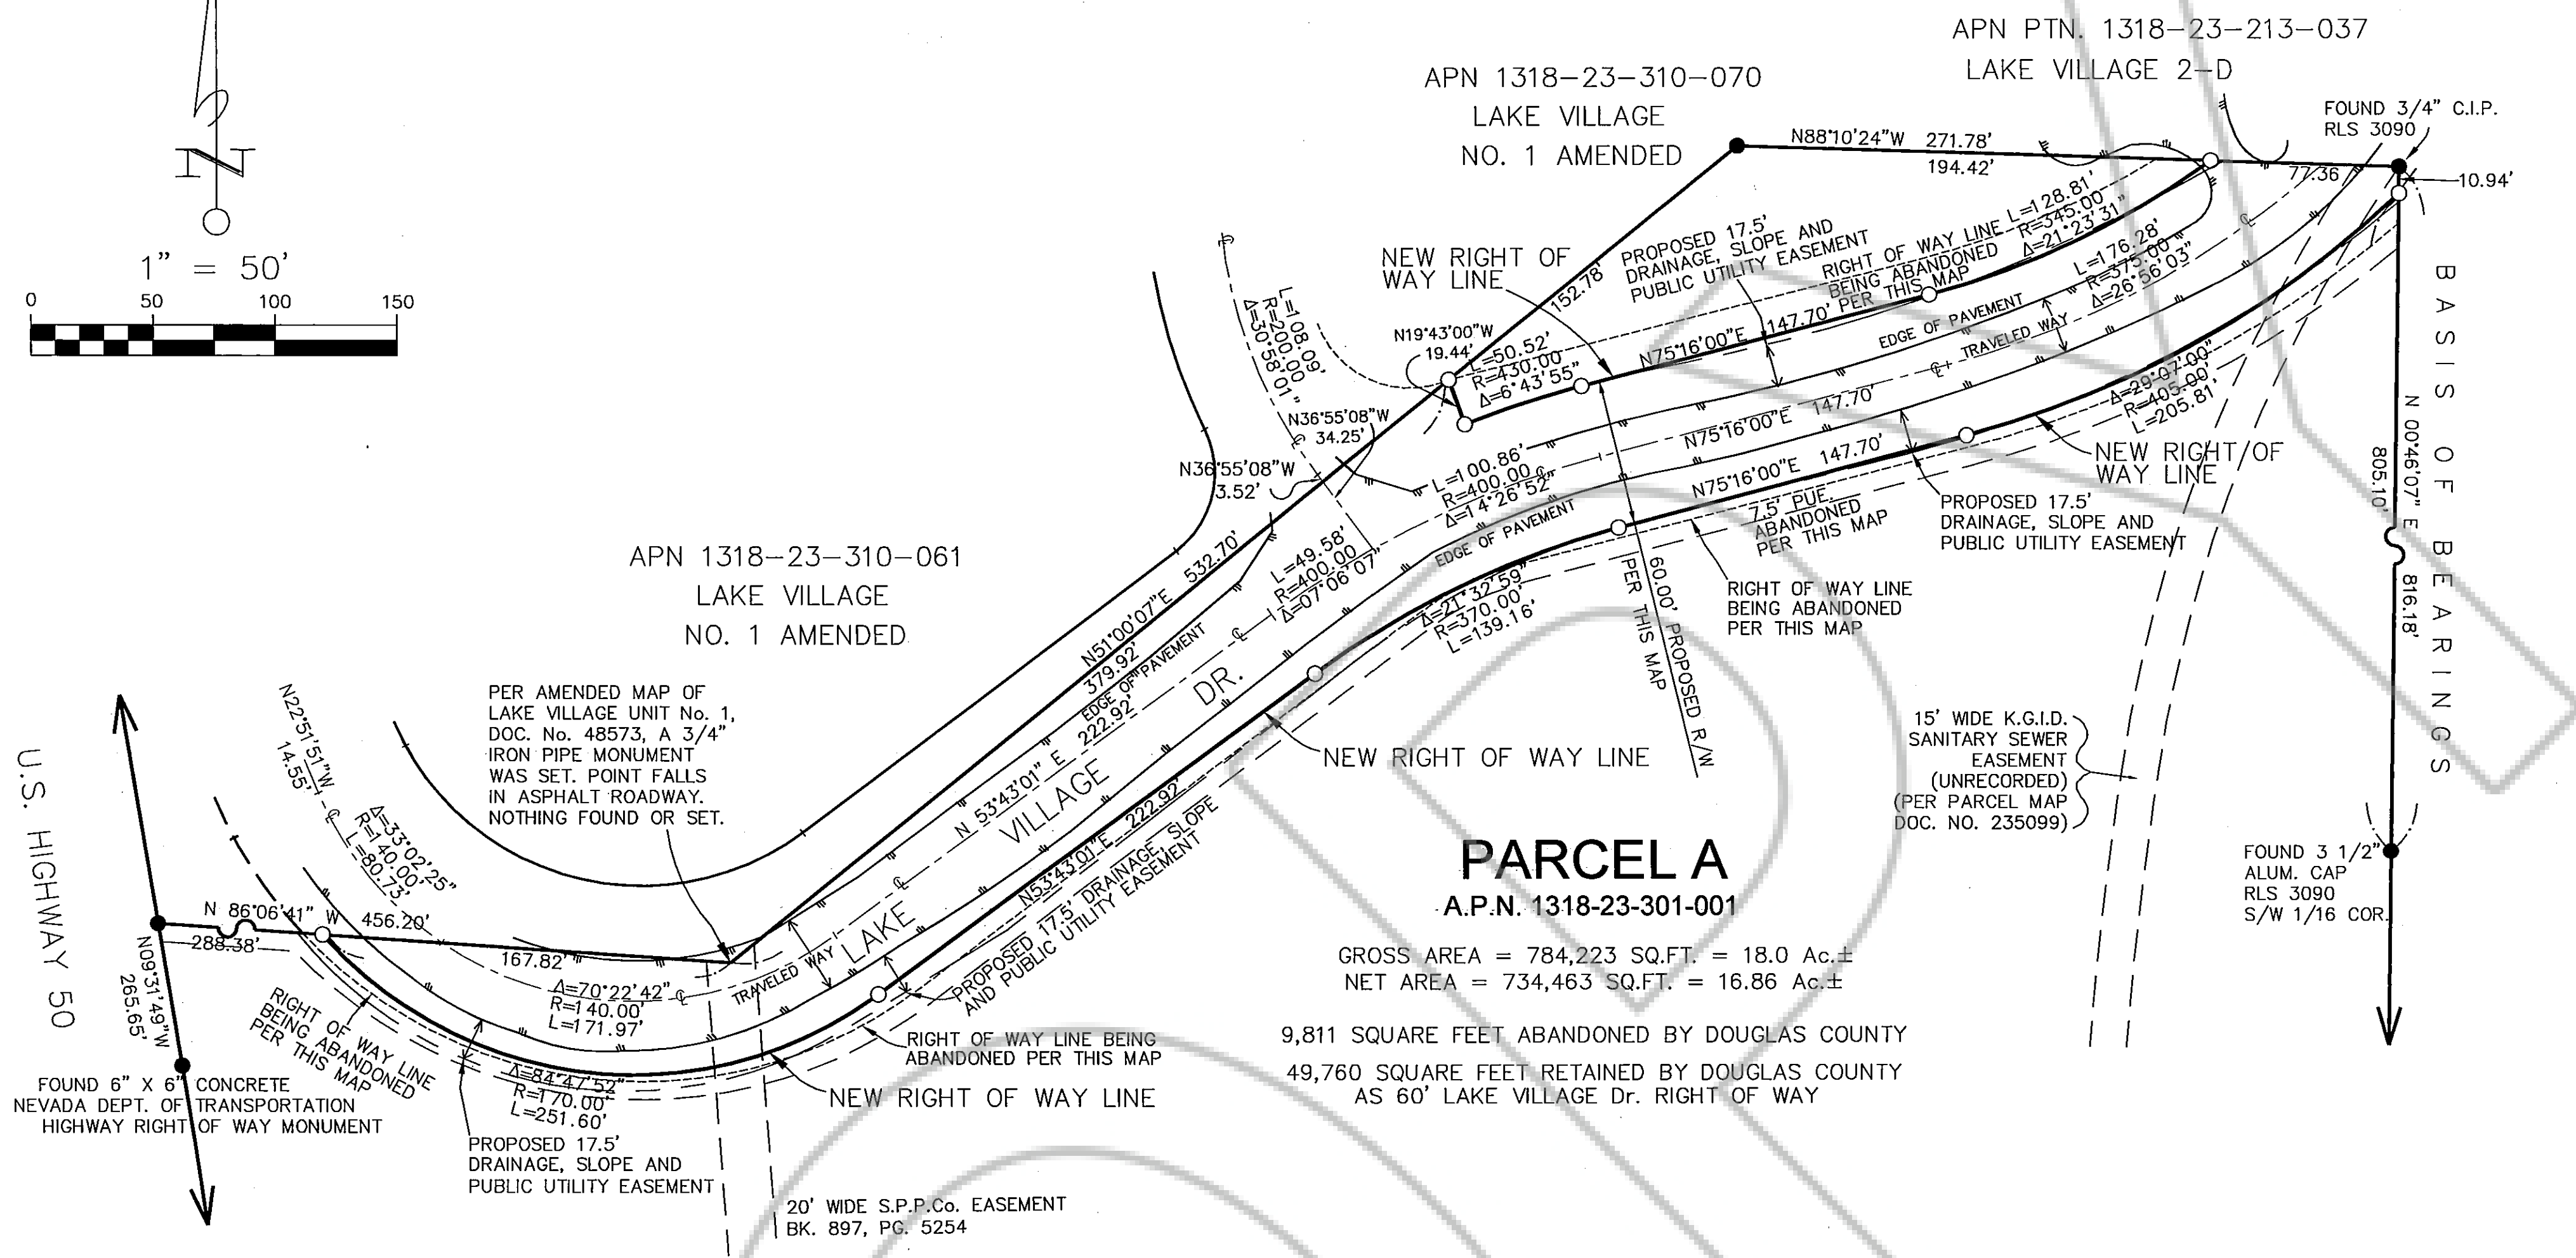 APN PTN. 1318-23-213-037
LAKE VILLAGE 2-D
APN 1318-23-310-070
LAKE VILLAGE
NO. 1 AMENDED
FOUND 3/4" C.I.P.
RLS 3090
N
1" = 50'
0 50 100 150
N88°10'24"W 271.78'
194.42'
77.36
10.94'
152.78'
NEW RIGHT OF
WAY LINE
PROPOSED 17.5'
DRAINAGE, SLOPE AND
PUBLIC UTILITY EASEMENT
RIGHT OF WAY LINE
BEING ABANDONED
PER THIS MAP
L=128.81'
R=345.00'
Δ=21°23'31"
L=176.28'
R=375.00'
Δ=26°56'03"
L=108.09'
R=200.00'
Δ=30°58'01"
N19°43'00"W
19.44'
L=50.52'
R=430.00'
Δ=6°43'55"
N75°16'00"E 147.70'
EDGE OF PAVEMENT
℄ TRAVELED WAY
N36°55'08"W
34.25'
N36°55'08"W
3.52'
L=100.86'
R=400.00'
Δ=14°26'52"
N75°16'00"E 147.70'
N75°16'00"E 147.70'
Δ=29°07'00"
R=405.00'
L=205.81'
NEW RIGHT OF
WAY LINE
7.5' PUE.
ABANDONED
PER THIS MAP
PROPOSED 17.5'
DRAINAGE, SLOPE AND
PUBLIC UTILITY EASEMENT
RIGHT OF WAY LINE
BEING ABANDONED
PER THIS MAP
BASIS OF BEARINGS
N 00°46'07" E 816.18'
805.10'
APN 1318-23-310-061
LAKE VILLAGE
NO. 1 AMENDED
N51°00'07"E 532.70'
379.92'
EDGE OF PAVEMENT
L=49.58'
R=400.00
Δ=07°06'07"
EDGE OF PAVEMENT
Δ=21°32'59"
R=370.00'
L=139.16'
60.00' PROPOSED R/W
PER THIS MAP
PER AMENDED MAP OF
LAKE VILLAGE UNIT No. 1,
DOC. No. 48573, A 3/4"
IRON PIPE MONUMENT
WAS SET. POINT FALLS
IN ASPHALT ROADWAY.
NOTHING FOUND OR SET.
N 53°43'01" E 222.92'
LAKE VILLAGE DR.
N53°43'01"E 222.92'
NEW RIGHT OF WAY LINE
PROPOSED 17.5' DRAINAGE, SLOPE
AND PUBLIC UTILITY EASEMENT
15' WIDE K.G.I.D.
SANITARY SEWER
EASEMENT
(UNRECORDED)
(PER PARCEL MAP
DOC. NO. 235099)
FOUND 3 1/2"
ALUM. CAP
RLS 3090
S/W 1/16 COR.
U.S. HIGHWAY 50
N22°51'51"W
14.55'
Δ=33°02'25"
R=140.00'
L=80.73'
N 86°06'41" W 456.20'
288.38'
167.82'
N09°31'49"W
265.65'
RIGHT OF WAY LINE
BEING ABANDONED
PER THIS MAP
Δ=70°22'42" ℄
R=140.00'
L=171.97'
TRAVELED WAY
Δ=84°47'52"
R=170.00'
L=251.60'
RIGHT OF WAY LINE BEING
ABANDONED PER THIS MAP
NEW RIGHT OF WAY LINE
FOUND 6" X 6" CONCRETE
NEVADA DEPT. OF TRANSPORTATION
HIGHWAY RIGHT OF WAY MONUMENT
PROPOSED 17.5'
DRAINAGE, SLOPE AND
PUBLIC UTILITY EASEMENT
20' WIDE S.P.P.Co. EASEMENT
BK. 897, PG. 5254
PARCEL A
A.P.N. 1318-23-301-001
GROSS AREA = 784,223 SQ.FT. = 18.0 Ac.±
NET AREA = 734,463 SQ.FT. = 16.86 Ac.±
9,811 SQUARE FEET ABANDONED BY DOUGLAS COUNTY
49,760 SQUARE FEET RETAINED BY DOUGLAS COUNTY
AS 60' LAKE VILLAGE Dr. RIGHT OF WAY